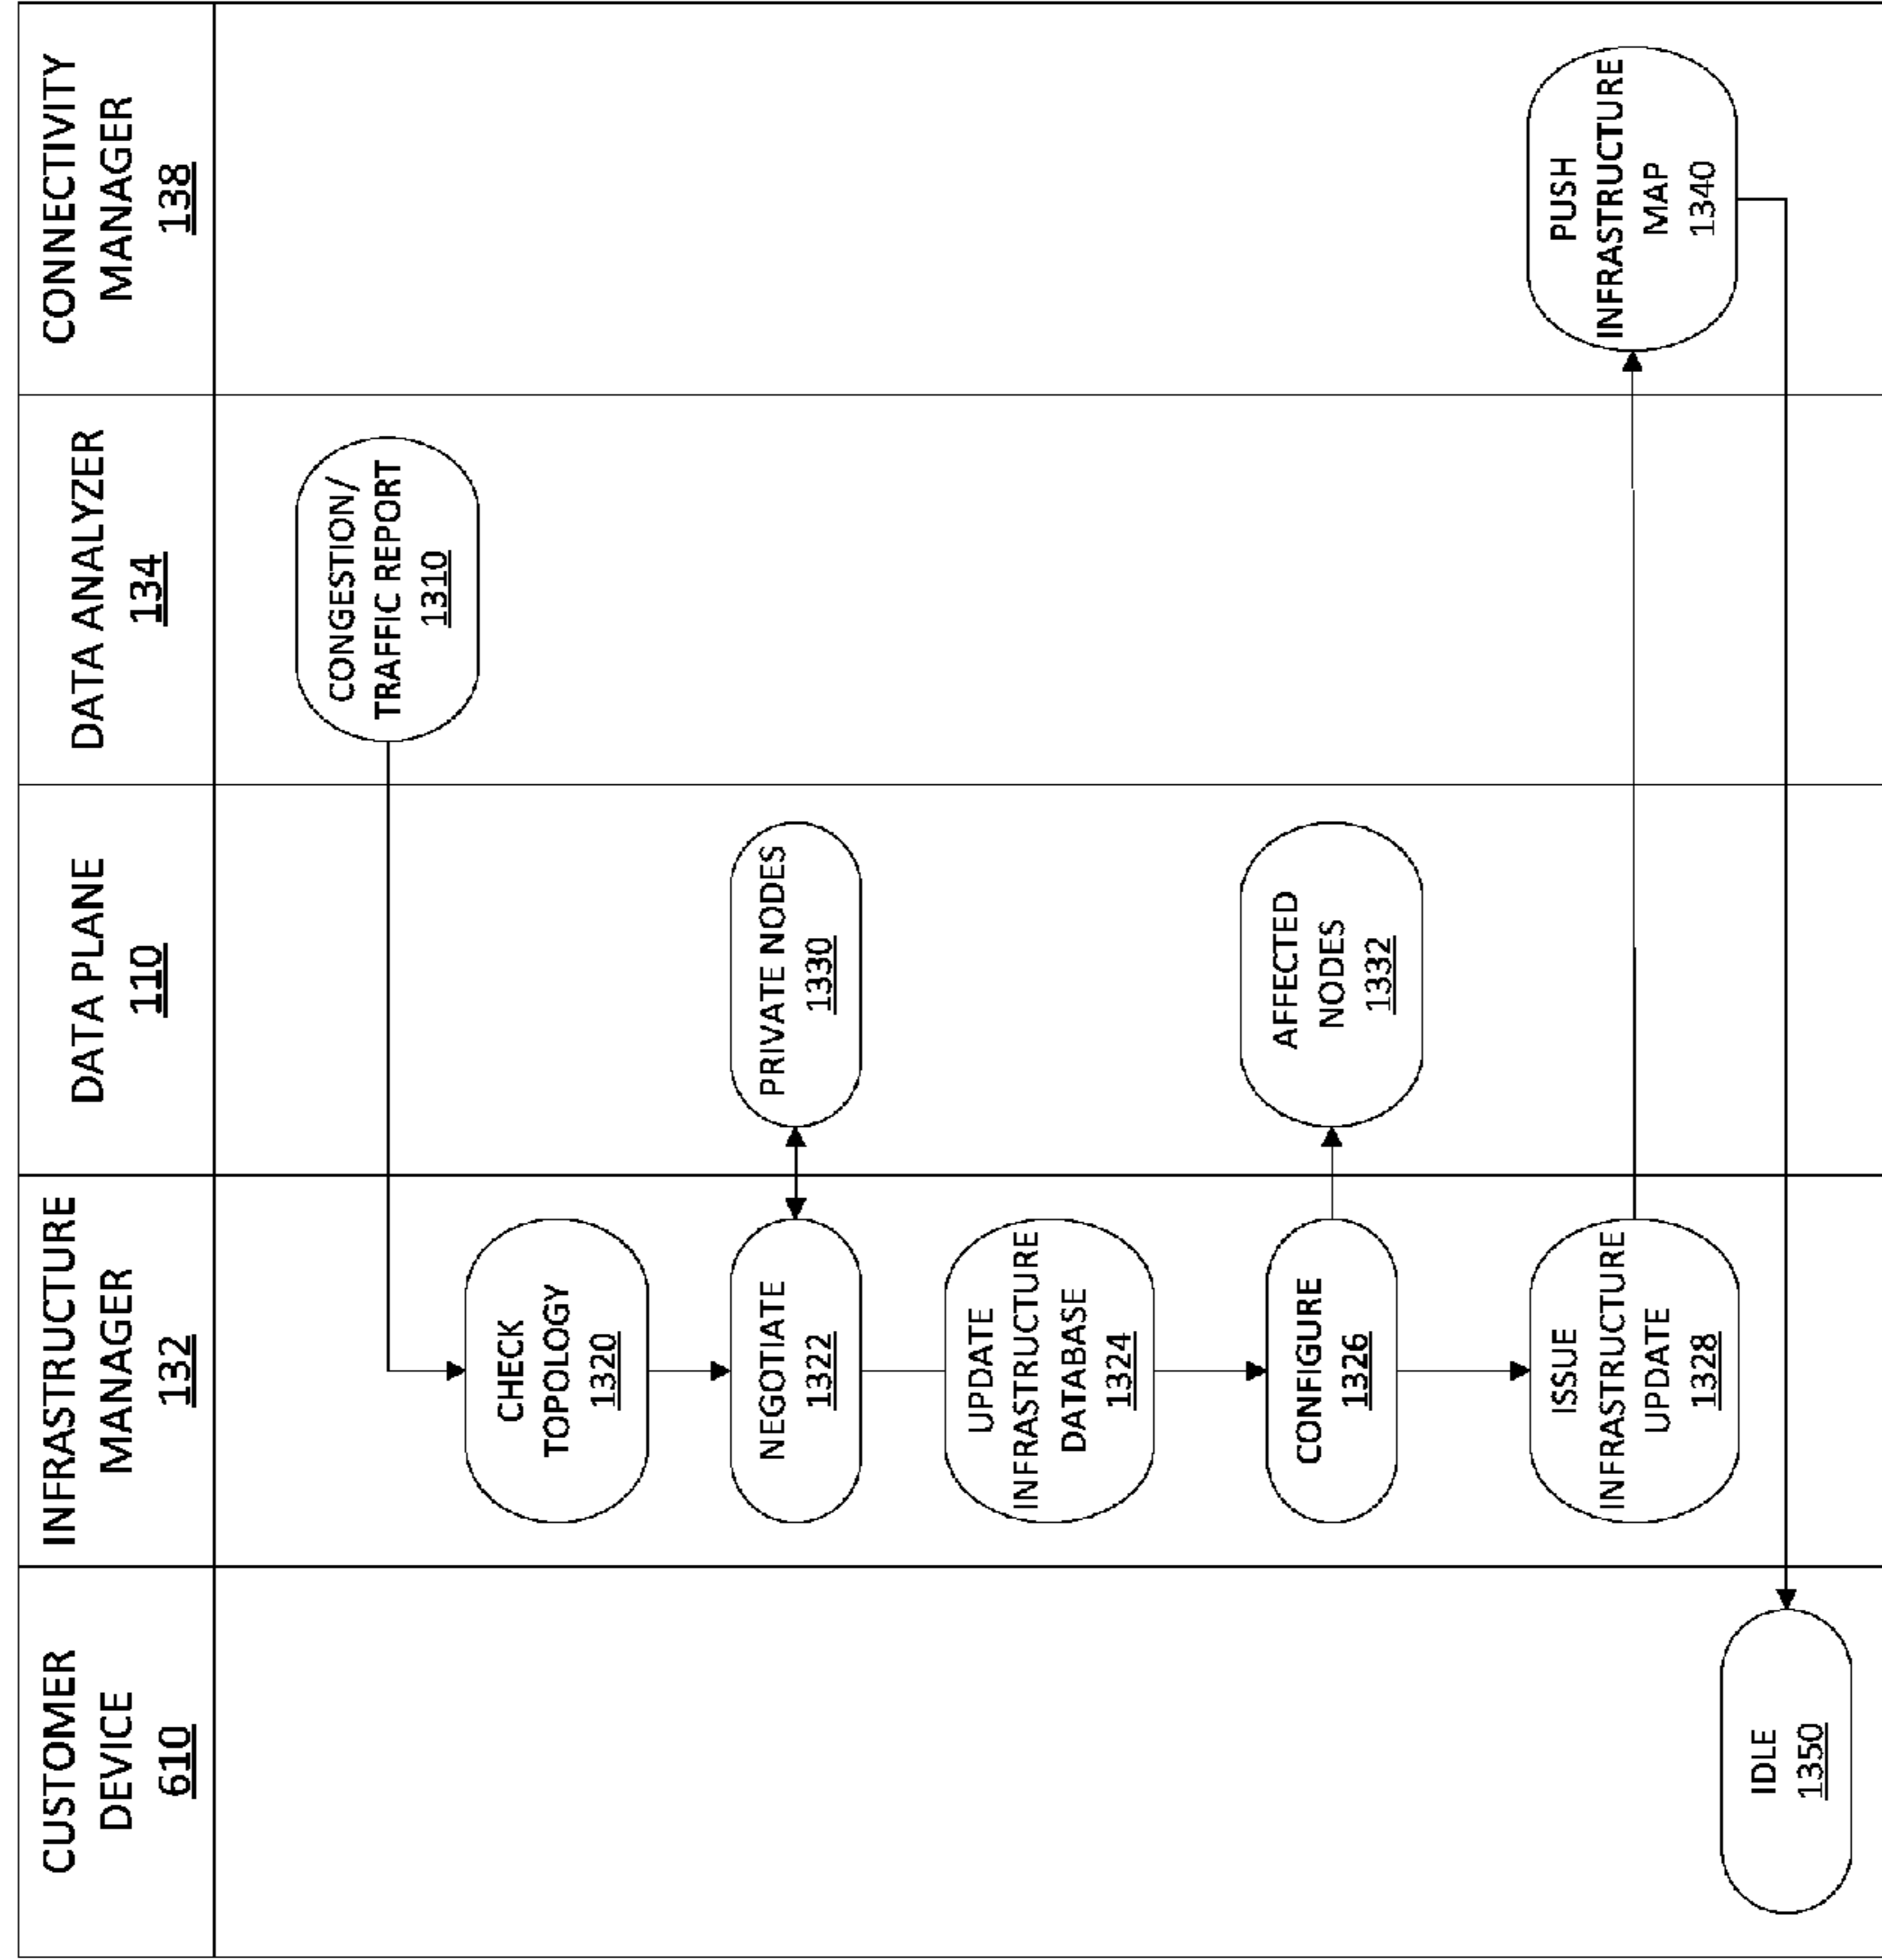 CUSTOMER
DEVICE
610
INFRASTRUCTURE
MANAGER
132
DATA PLANE
110
DATA ANALYZER
134
CONNECTIVITY
MANAGER
138
CONGESTION/
TRAFFIC REPORT
1310
CHECK
TOPOLOGY
1320
NEGOTIATE
1322
PRIVATE NODES
1330
UPDATE
INFRASTRUCTURE
DATABASE
1324
CONFIGURE
1326
AFFECTED
NODES
1332
ISSUE
INFRASTRUCTURE
UPDATE
1328
PUSH
INFRASTRUCTURE
MAP
1340
IDLE
1350